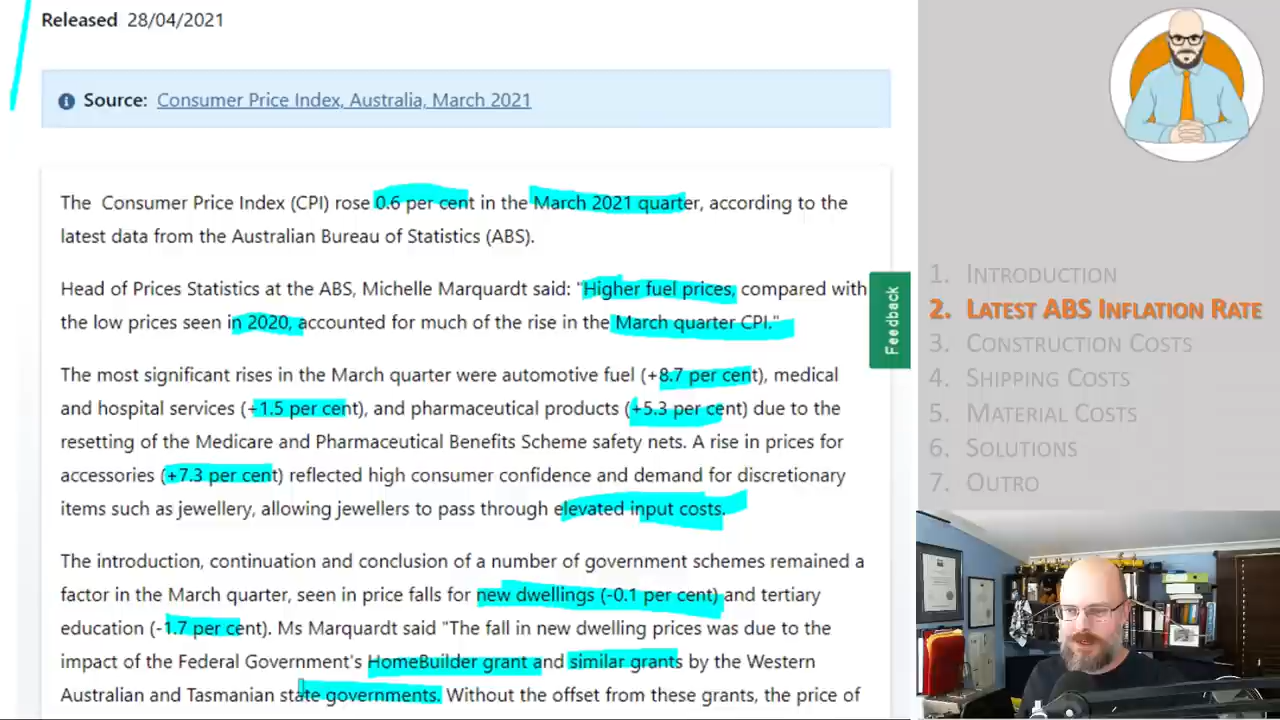 Released 28/04/2021
Source: Consumer Price Index, Australia, March 2021
The Consumer Price Index (CPI) rose 0.6 per cent in the March 2021 quarter, according to the
latest data from the Australian Bureau of Statistics (ABS).
Head of Prices Statistics at the ABS, Michelle Marquardt said: "Higher fuel prices, compared with
the low prices seen in 2020, accounted for much of the rise in the March quarter CPI."
The most significant rises in the March quarter were automotive fuel (+8.7 per cent), medical
and hospital services (+1.5 per cent), and pharmaceutical products (+5.3 per cent) due to the
resetting of the Medicare and Pharmaceutical Benefits Scheme safety nets. A rise in prices for
accessories (+7.3 per cent) reflected high consumer confidence and demand for discretionary
items such as jewellery, allowing jewellers to pass through elevated input costs.
The introduction, continuation and conclusion of a number of government schemes remained a
factor in the March quarter, seen in price falls for new dwellings (-0.1 per cent) and tertiary
education (-1.7 per cent). Ms Marquardt said "The fall in new dwelling prices was due to the
impact of the Federal Government's HomeBuilder grant and similar grants by the Western
Australian and Tasmanian state governments. Without the offset from these grants, the price of
Feedback
1. INTRODUCTION
2. LATEST ABS INFLATION RATE
3. CONSTRUCTION COSTS
4. SHIPPING COSTS
5. MATERIAL COSTS
6. SOLUTIONS
7. OUTRO